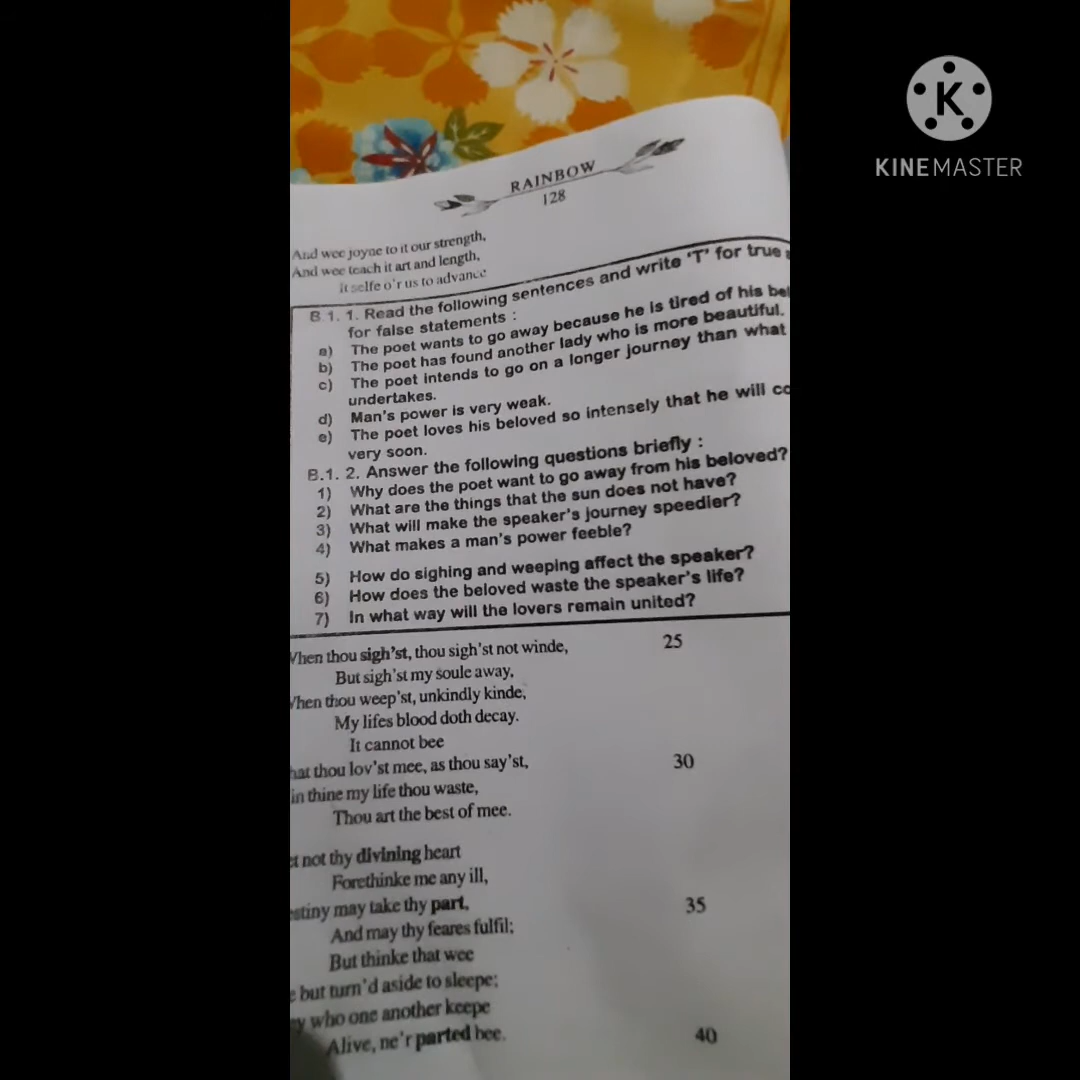 RAINBOW
128
And wee joyne to it our strength,
And wee teach it art and length,
It selfe o'r us to advance
B.1. 1. Read the following sentences and write 'T' for true
for false statements :
a) The poet wants to go away because he is tired of his
b) The poet has found another lady who is more beautiful.
c) The poet intends to go on a longer journey than what
undertakes.
d) Man's power is very weak.
e) The poet loves his beloved so intensely that he will
very soon.
B.1. 2. Answer the following questions briefly :
1) Why does the poet want to go away from his beloved?
2) What are the things that the sun does not have?
3) What will make the speaker's journey speedier?
4) What makes a man's power feeble?
5) How do sighing and weeping affect the speaker?
6) How does the beloved waste the speaker's life?
7) In what way will the lovers remain united?
When thou sigh'st, thou sigh'st not winde, 25
But sigh'st my soule away,
When thou weep'st, unkindly kinde,
My lifes blood doth decay.
It cannot bee
thou lov'st mee, as thou say'st, 30
in thine my life thou waste,
Thou art the best of mee.
not thy divining heart
Forethinke me any ill,
may take thy part, 35
And may thy feares fulfil;
But thinke that wee
but turn'd aside to sleepe;
who one another keepe
Alive, ne'r parted bee. 40
K
KINEMASTER